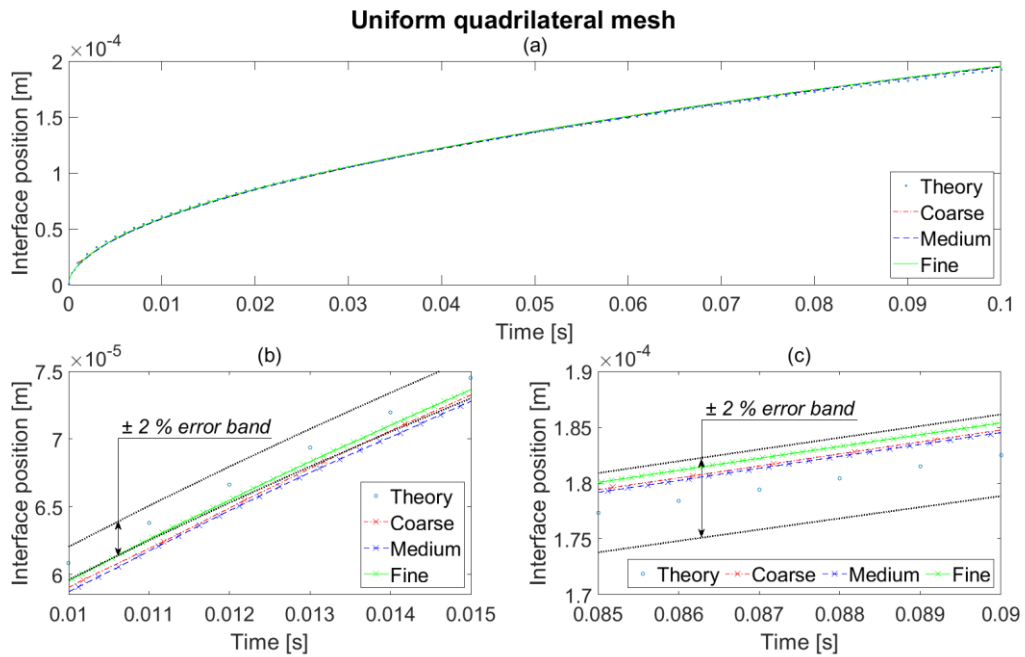 Uniform quadrilateral mesh
(a)
×10⁻⁴
2
1
0.5
0
Interface position [m]
0
0.01
0.02
0.03
0.04
0.05
0.06
0.07
0.08
0.09
0.1
Time [s]
Theory
Coarse
Medium
Fine
(b)
×10⁻⁵
7.5
7
6.5
6
Interface position [m]
± 2 % error band
Theory
Coarse
Medium
Fine
0.01
0.011
0.012
0.013
0.014
0.015
Time [s]
(c)
×10⁻⁴
1.9
1.85
1.8
1.75
1.7
Interface position [m]
± 2 % error band
Theory Coarse Medium Fine
0.085
0.086
0.087
0.088
0.089
0.09
Time [s]